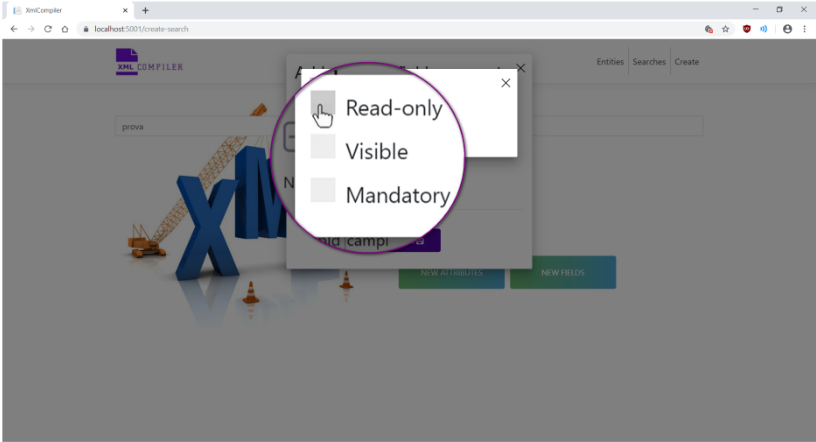 XmlCompiler
localhost:5001/create-search
XML COMPILER
Entities Searches Create
prova
Read-only
Visible
Mandatory
campi
NEW ATTRIBUTES NEW FIELDS